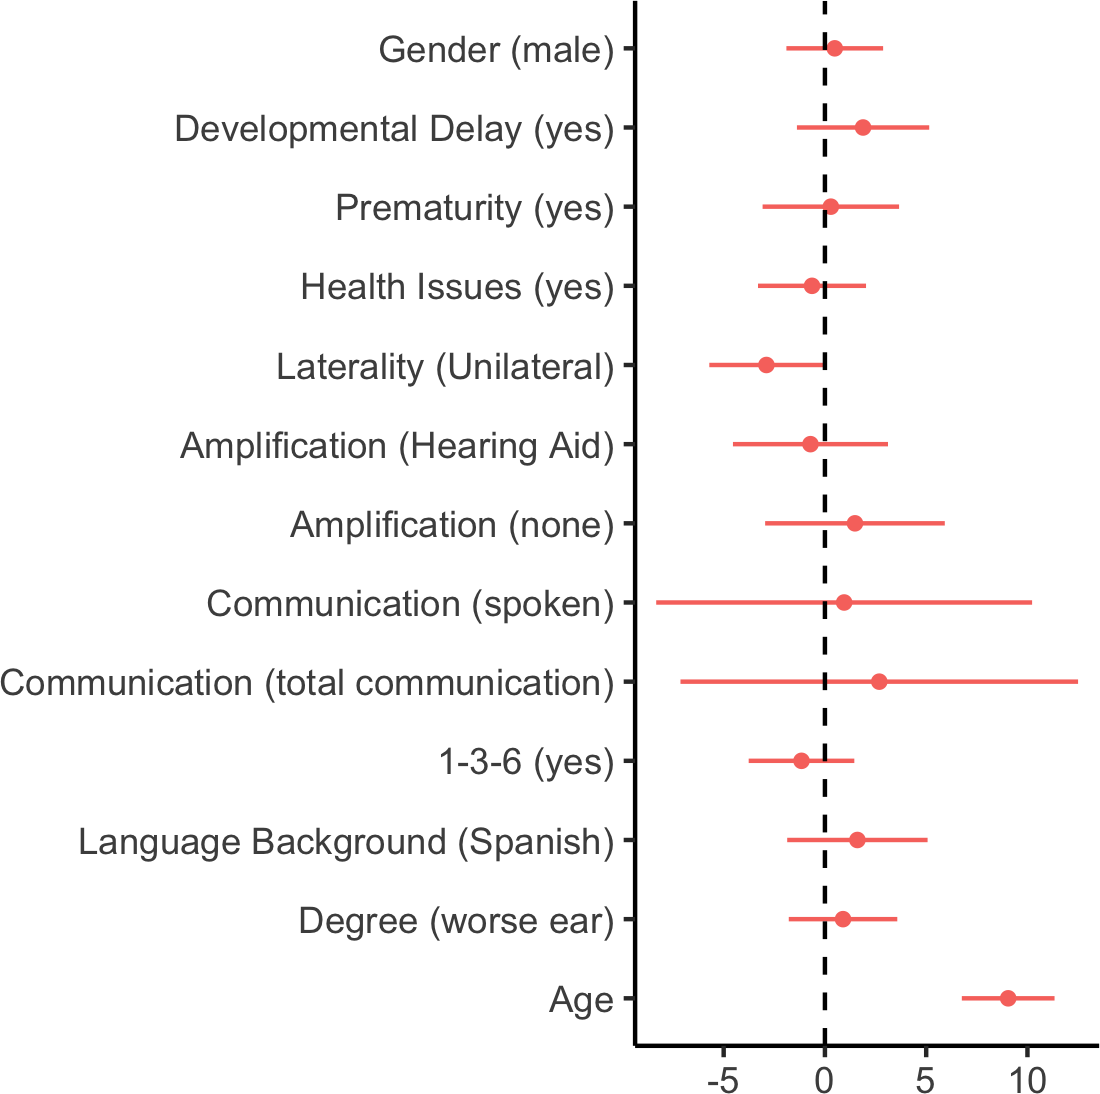 Gender (male)
Developmental Delay (yes)
Prematurity (yes)
Health Issues (yes)
Laterality (Unilateral)
Amplification (Hearing Aid)
Amplification (none)
Communication (spoken)
Communication (total communication)
1-3-6 (yes)
Language Background (Spanish)
Degree (worse ear)
Age
-5 0 5 10